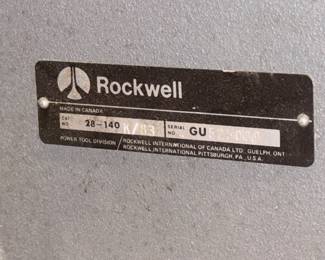 Rockwell
MADE IN CANADA
CAT. NO. 28-140 SERIAL NO. GU
POWER TOOL DIVISION / ROCKWELL INTERNATIONAL OF CANADA LTD. GUELPH, ONT.
ROCKWELL INTERNATIONAL PITTSBURGH, PA., U.S.A.